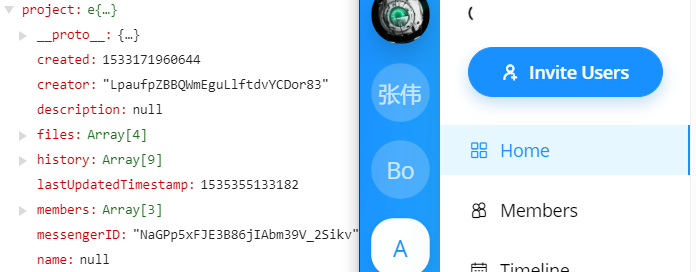 project: e{…}
__proto__: {…}
created: 1533171960644
creator: "LpaufpZBBQWmEguLlftdvYCDor83"
description: null
files: Array[4]
history: Array[9]
lastUpdatedTimestamp: 1535355133182
members: Array[3]
messengerID: "NaGPp5xFJE3B86jIAbm39V_2Sikv"
name: null
张伟
Bo
A
Invite Users
Home
Members
Timeline